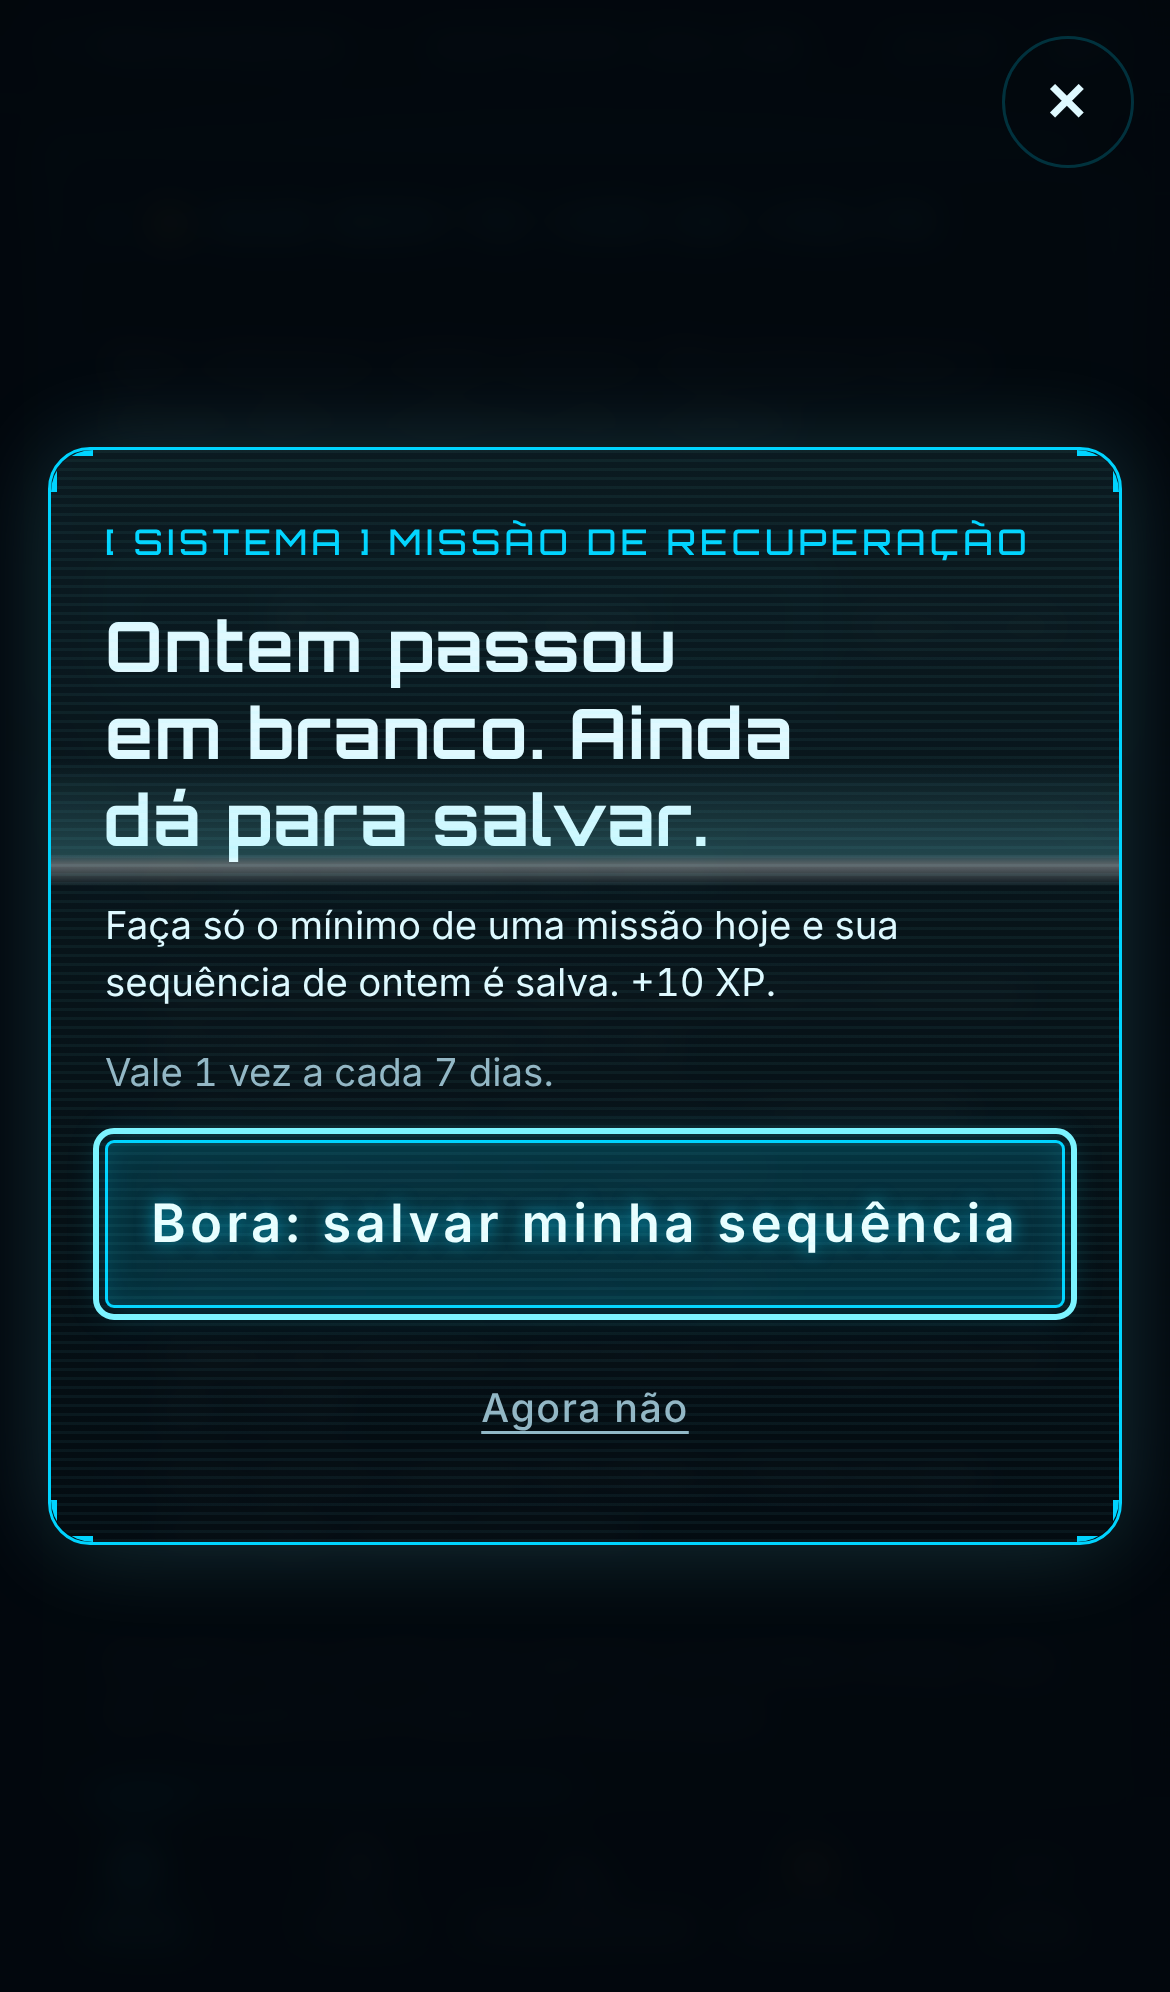 [ SISTEMA ] MISSÃO DE RECUPERAÇÃO
Ontem passou
em branco. Ainda
dá para salvar.
Faça só o mínimo de uma missão hoje e sua
sequência de ontem é salva. +10 XP.
Vale 1 vez a cada 7 dias.
Bora: salvar minha sequência
Agora não